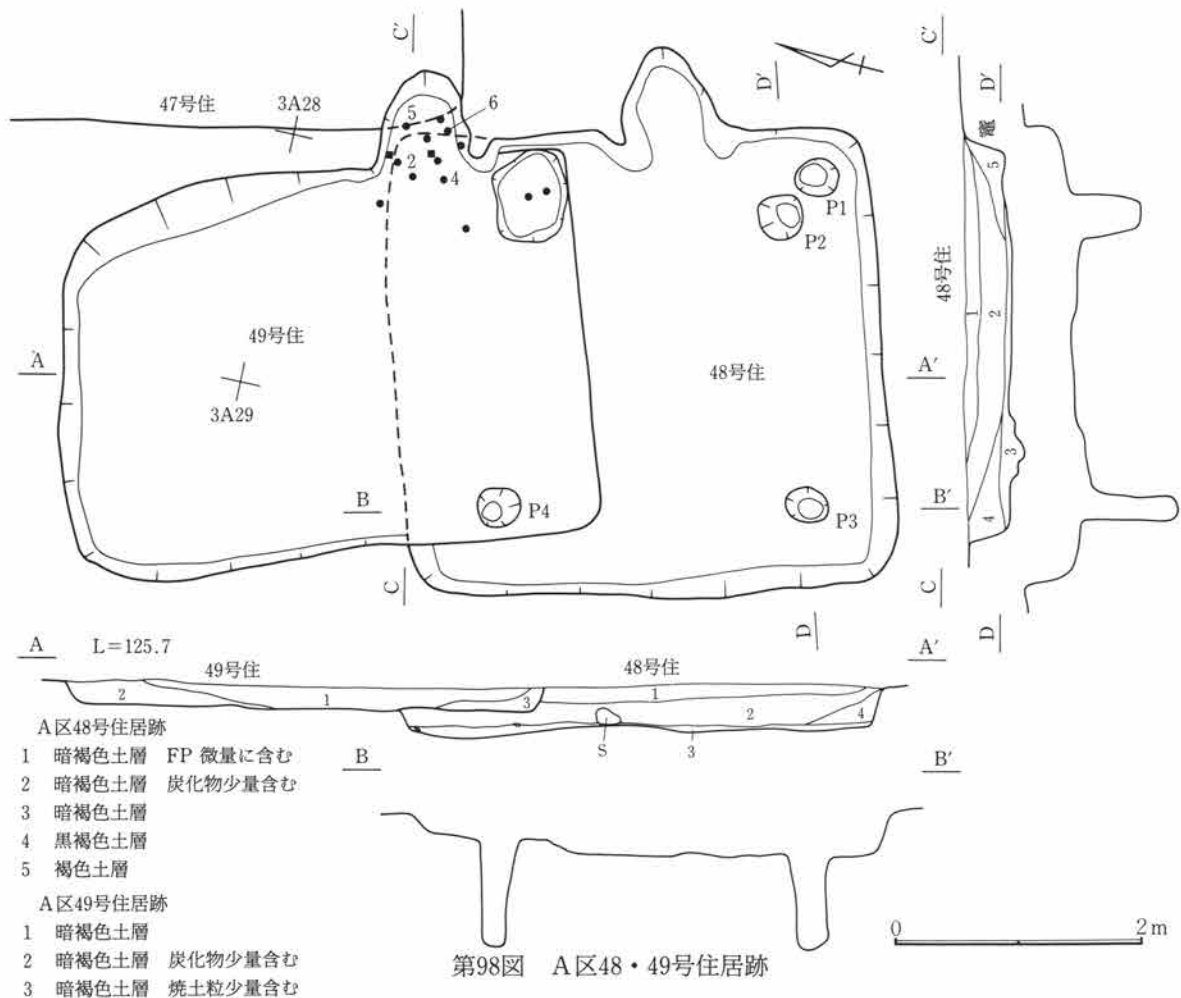 C'
47号住
3A28
5
6
2
4
D'
P1
P2
49号住
A
3A29
48号住
A'
B
P4
P3
B'
C
D
C'
D'
竈
5
48号住
1
2
3
4
C
D
A
L=125.7
49号住
48号住
A'
2
1
3
1
2
4
S
3
B
B'
A区48号住居跡
1 暗褐色土層 FP 微量に含む
2 暗褐色土層 炭化物少量含む
3 暗褐色土層
4 黒褐色土層
5 褐色土層
A区49号住居跡
1 暗褐色土層
2 暗褐色土層 炭化物少量含む
3 暗褐色土層 焼土粒少量含む
0 2m
第98図 A区48・49号住居跡